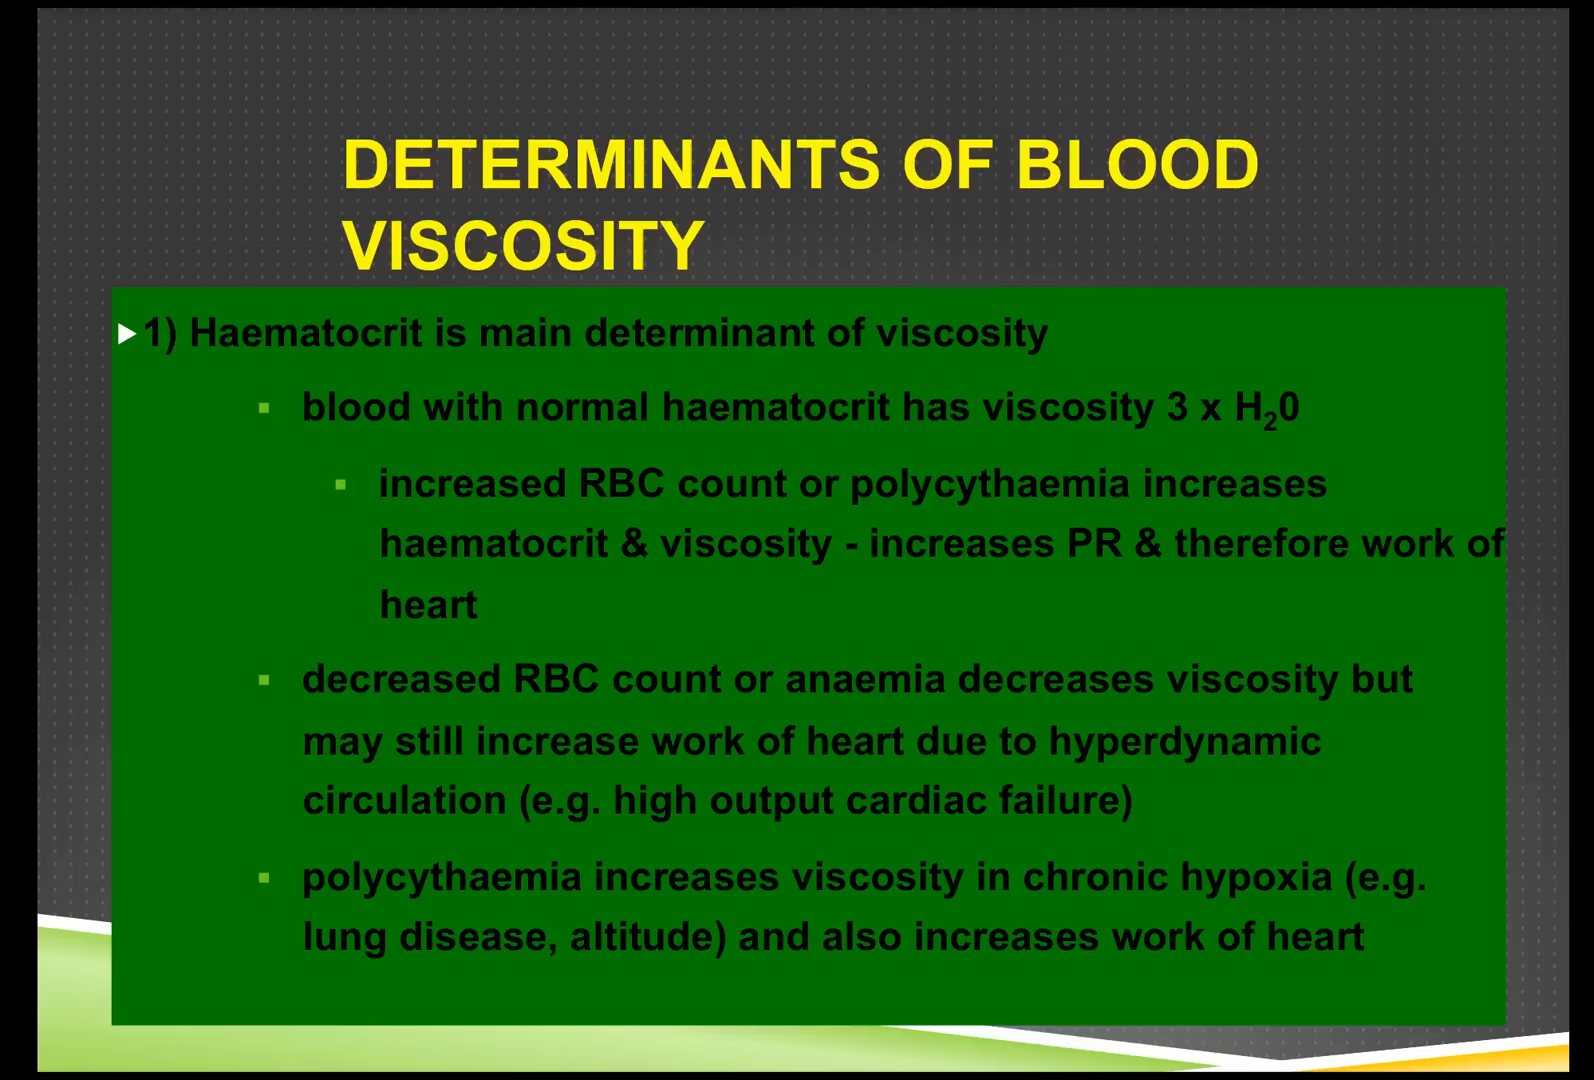 DETERMINANTS OF BLOOD
VISCOSITY
1) Haematocrit is main determinant of viscosity
blood with normal haematocrit has viscosity 3 x H₂0
increased RBC count or polycythaemia increases
haematocrit & viscosity - increases PR & therefore work of
heart
decreased RBC count or anaemia decreases viscosity but
may still increase work of heart due to hyperdynamic
circulation (e.g. high output cardiac failure)
polycythaemia increases viscosity in chronic hypoxia (e.g.
lung disease, altitude) and also increases work of heart